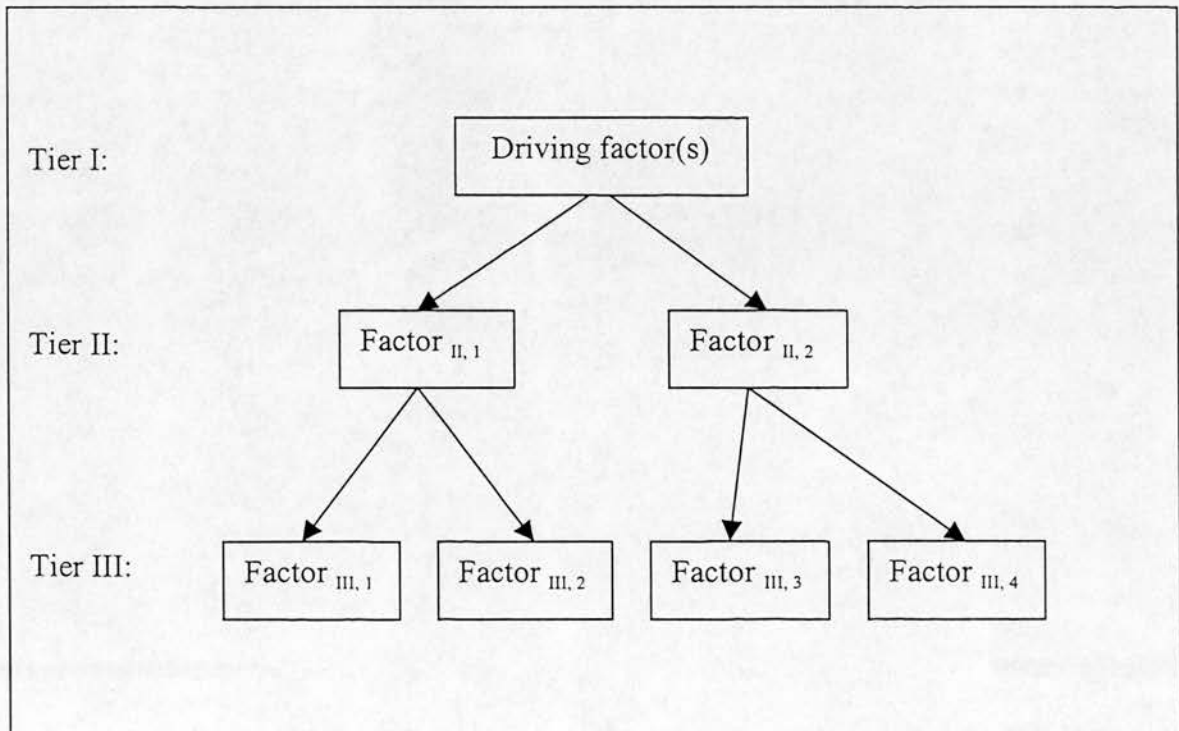 Tier I:
Driving factor(s)
Tier II:
Factor II, 1
Factor II, 2
Tier III:
Factor III, 1
Factor III, 2
Factor III, 3
Factor III, 4